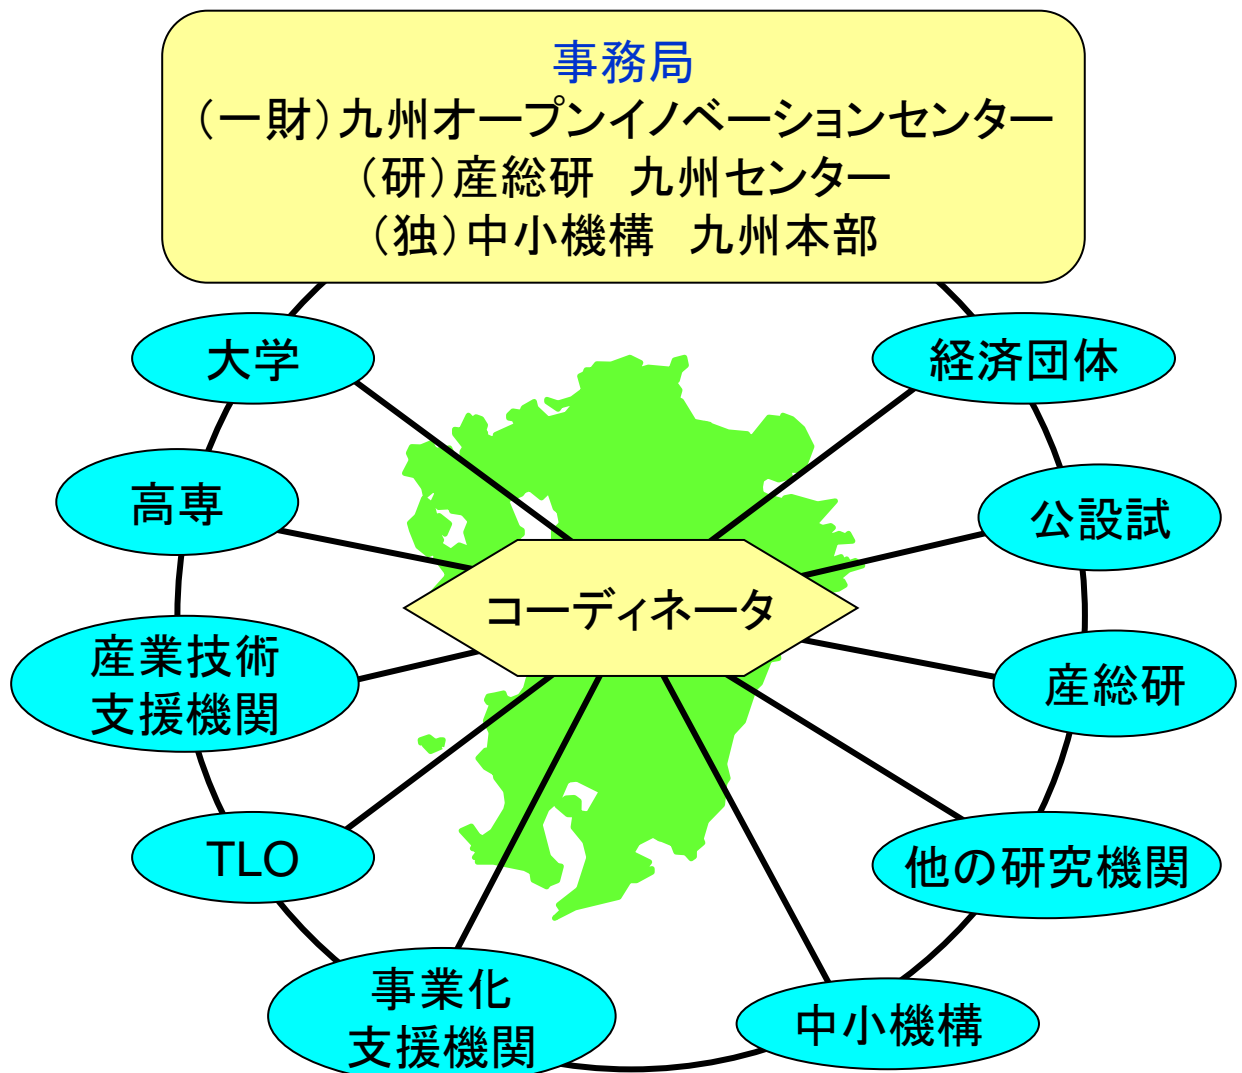 事務局
（一財）九州オープンイノベーションセンター
（研）産総研　九州センター
（独）中小機構　九州本部
大学
経済団体
高専
公設試
コーディネータ
産業技術
支援機関
産総研
TLO
他の研究機関
事業化
支援機関
中小機構